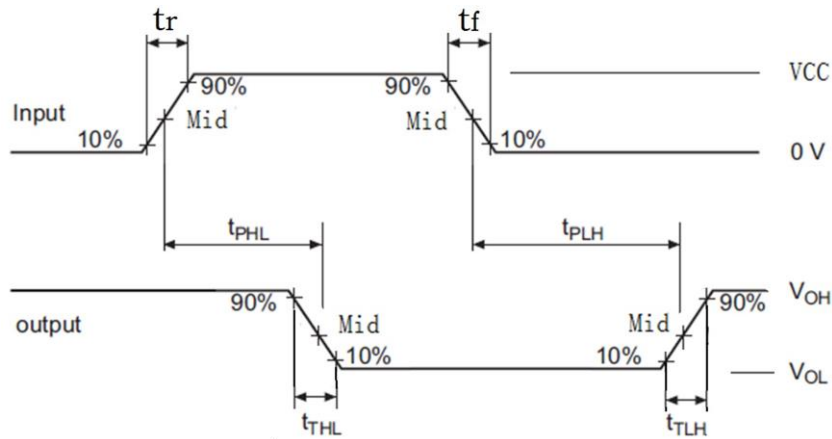 tr tf
90% 90% VCC
Input Mid Mid
10% 10% 0 V
tPHL tPLH
90% 90% VOH
output Mid Mid
10% 10% VOL
tTHL tTLH